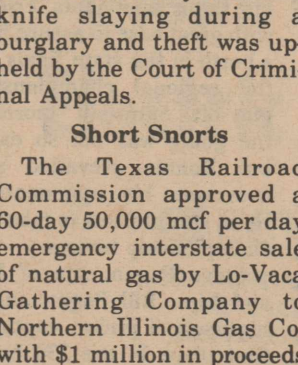 knife slaying during a
burglary and theft was up-
held by the Court of Crimi-
nal Appeals.
Short Snorts
The Texas Railroad
Commission approved a
60-day 50,000 mcf per day
emergency interstate sale
of natural gas by Lo-Vaca
Gathering Company to
Northern Illinois Gas Co.
with $1 million in proceeds